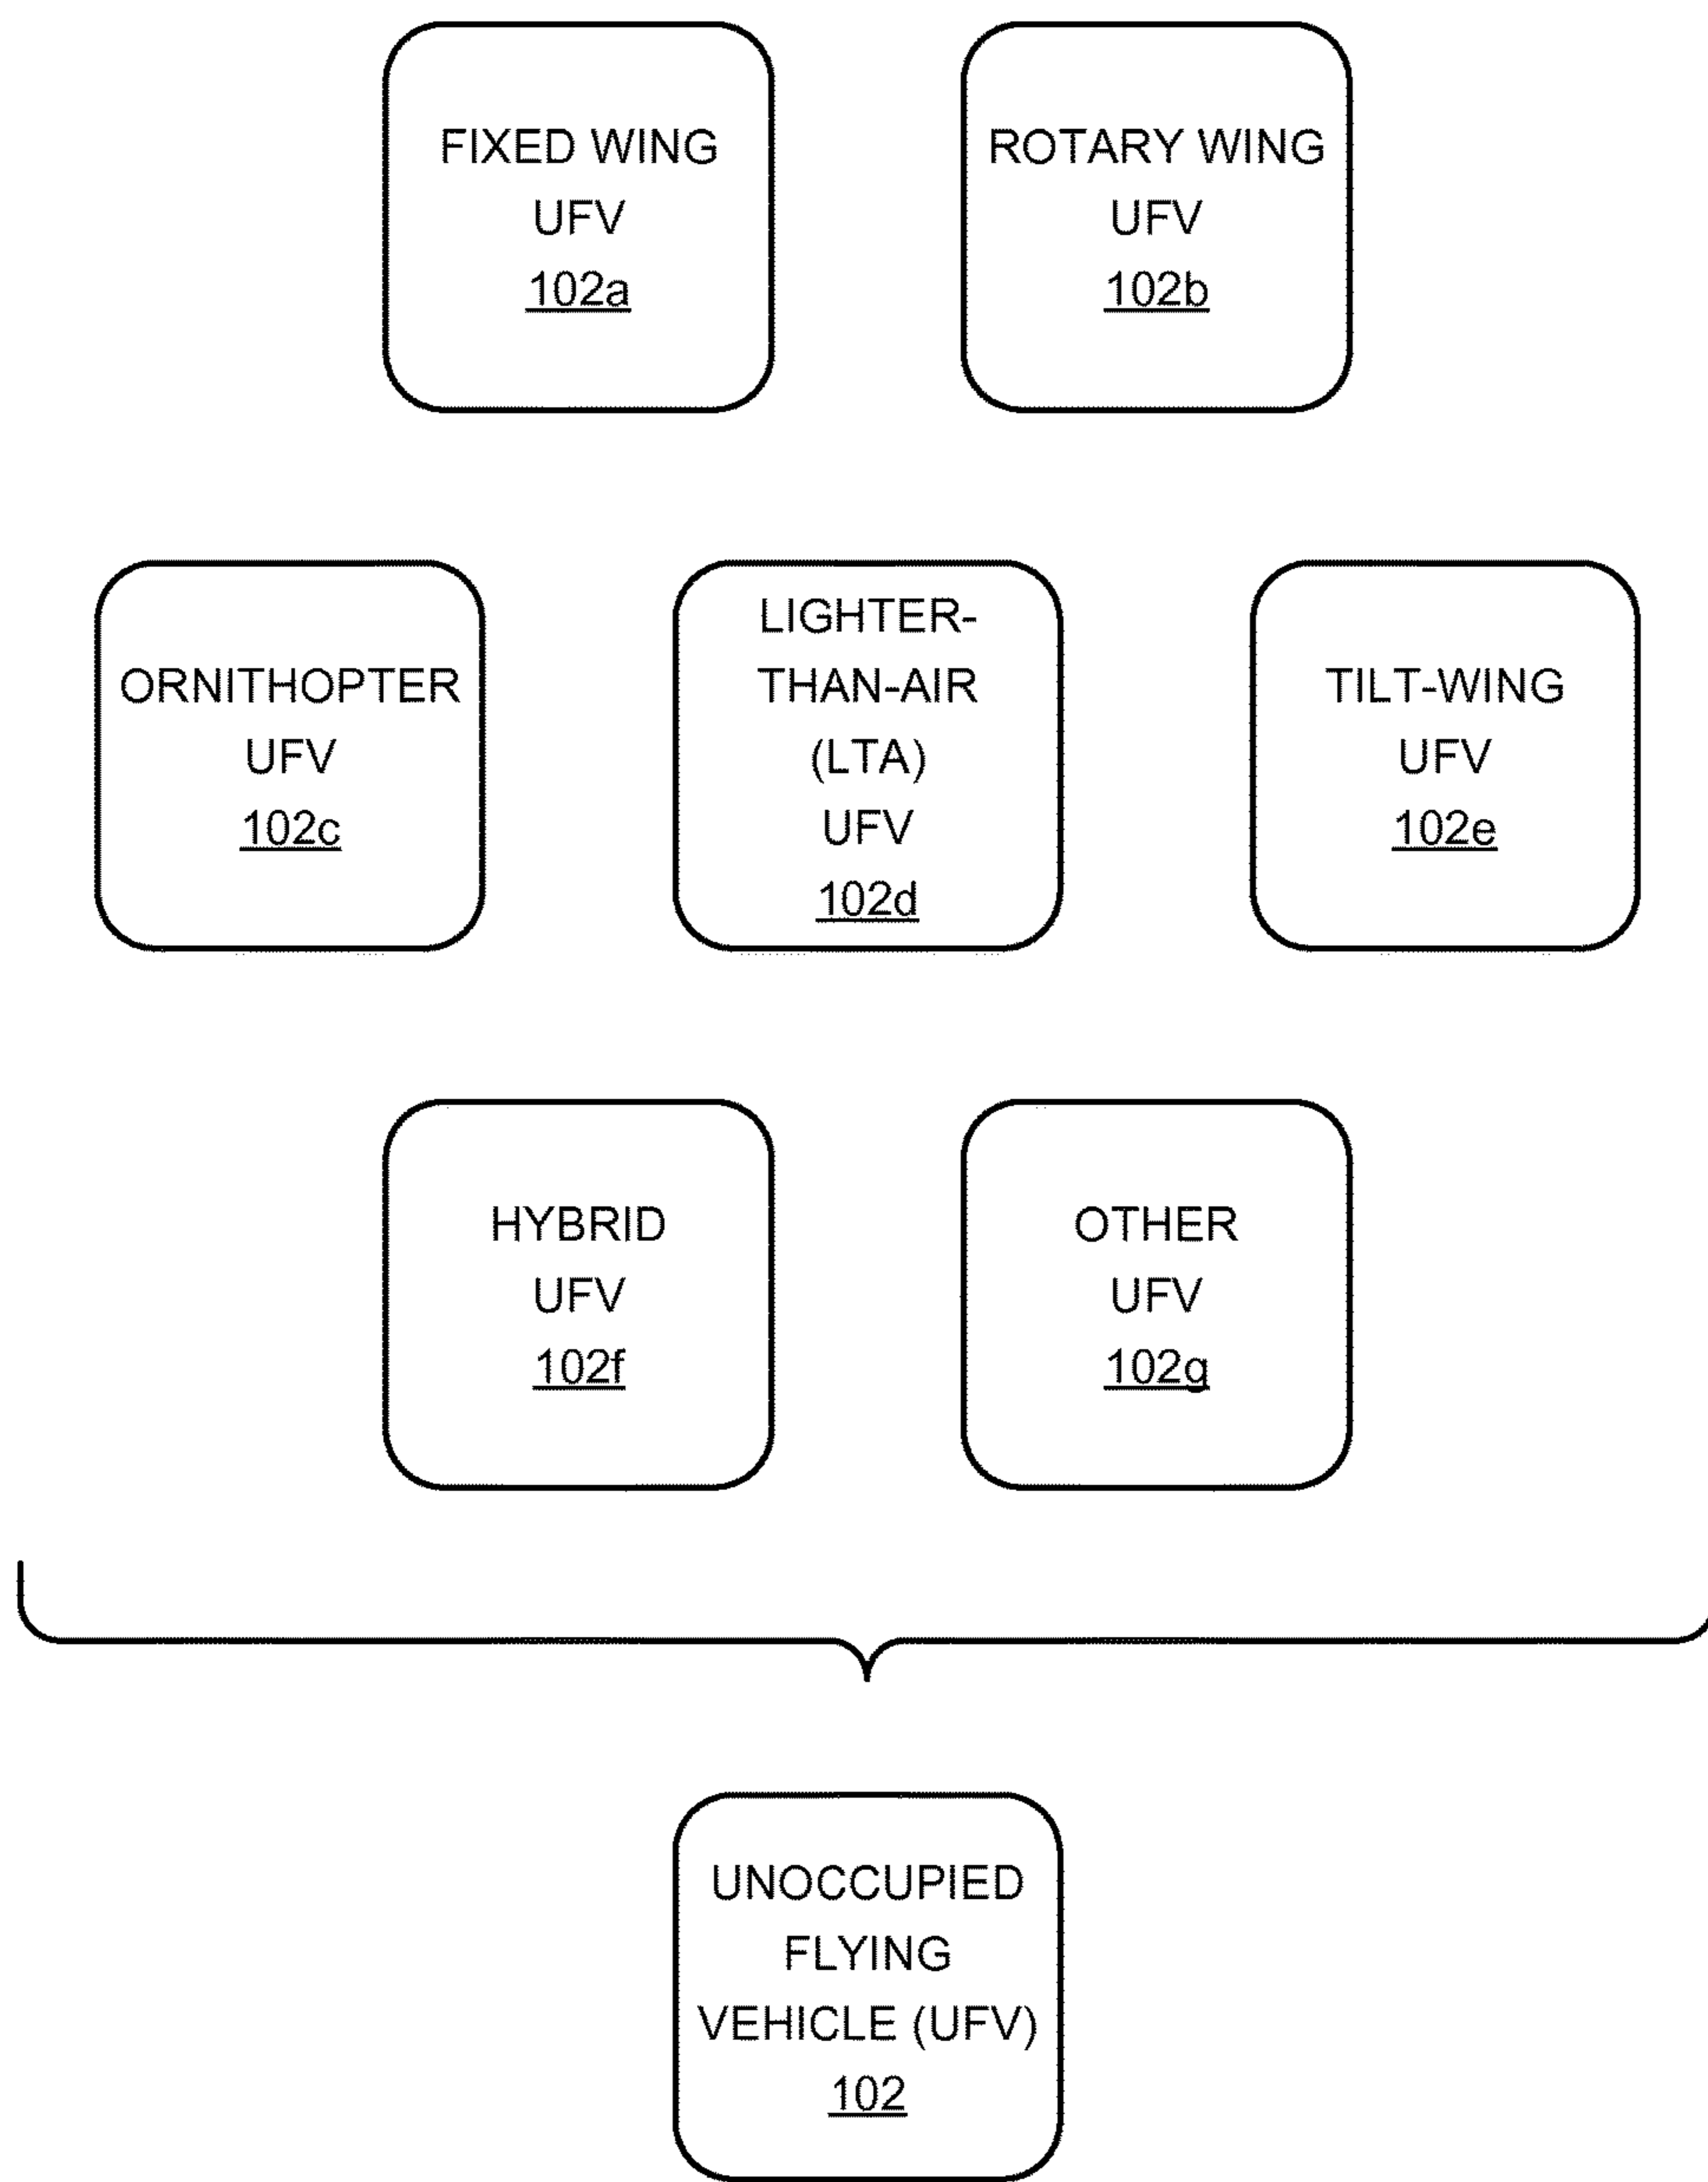 FIXED WING
UFV
102a
ROTARY WING
UFV
102b
ORNITHOPTER
UFV
102c
LIGHTER-
THAN-AIR
(LTA)
UFV
102d
TILT-WING
UFV
102e
HYBRID
UFV
102f
OTHER
UFV
102g
UNOCCUPIED
FLYING
VEHICLE (UFV)
102